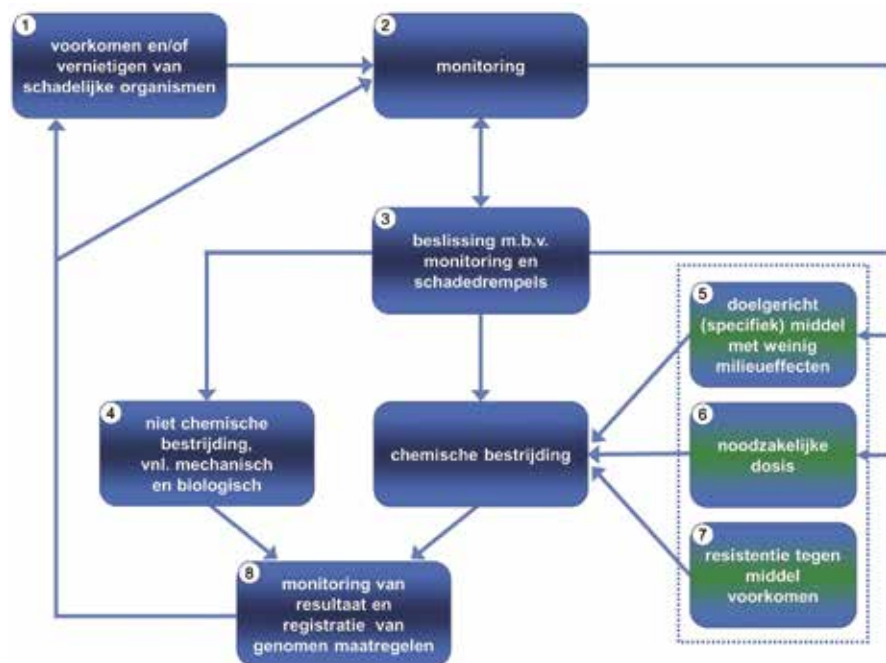 1
voorkomen en/of
vernietigen van
schadelijke organismen
2
monitoring
3
beslissing m.b.v.
monitoring en
schadedrempels
4
niet chemische
bestrijding,
vnl. mechanisch
en biologisch
chemische bestrijding
5
doelgericht
(specifiek) middel
met weinig
milieueffecten
6
noodzakelijke
dosis
7
resistentie tegen
middel
voorkomen
8
monitoring van
resultaat en
registratie van
genomen maatregelen